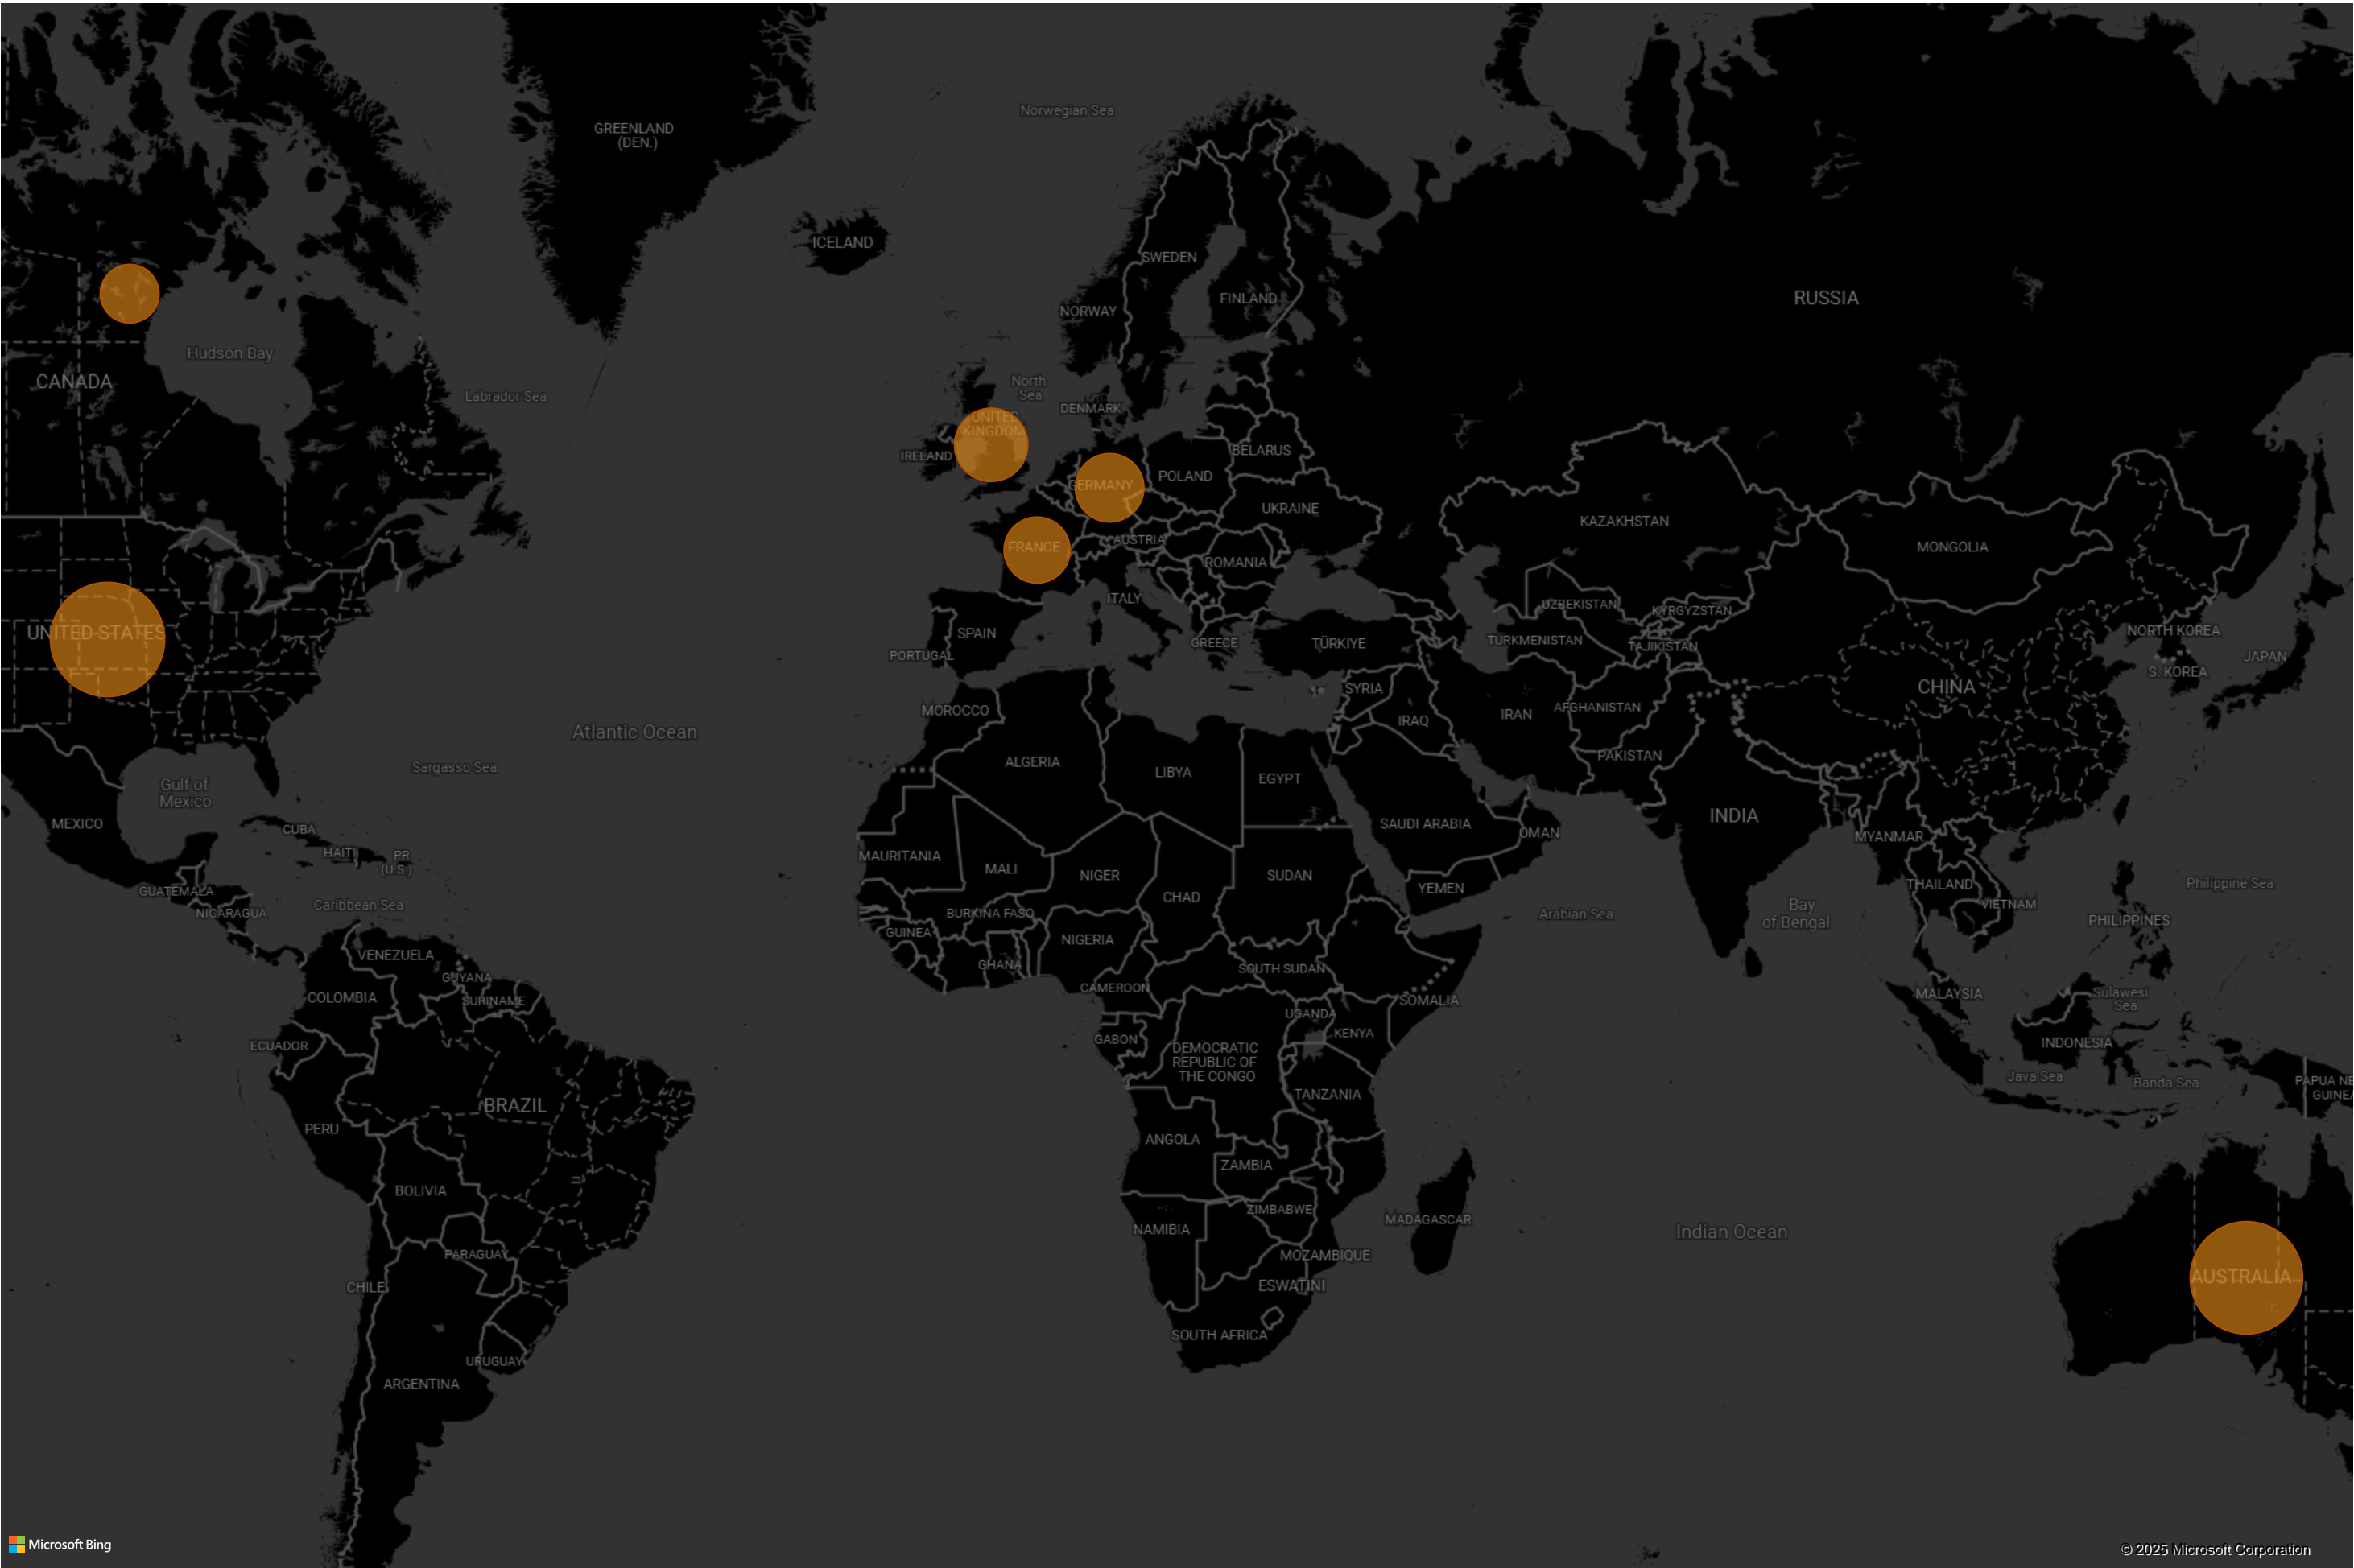 Norwegian Sea
GREENLAND
(DEN.)
ICELAND
SWEDEN
FINLAND
NORWAY
RUSSIA
Hudson Bay
CANADA
Labrador Sea
North
Sea
DENMARK
UNITED
KINGDOM
IRELAND
BELARUS
POLAND
GERMANY
UKRAINE
KAZAKHSTAN
FRANCE
AUSTRIA
MONGOLIA
ROMANIA
ITALY
UZBEKISTAN
KYRGYZSTAN
UNITED STATES
SPAIN
GREECE
TÜRKIYE
TURKMENISTAN
TAJIKISTAN
NORTH KOREA
PORTUGAL
JAPAN
S. KOREA
SYRIA
CHINA
MOROCCO
IRAQ
IRAN
AFGHANISTAN
Atlantic Ocean
PAKISTAN
Sargasso Sea
ALGERIA
LIBYA
EGYPT
Gulf of
Mexico
MEXICO
CUBA
SAUDI ARABIA
OMAN
INDIA
MYANMAR
HAITI
PR
(U.S.)
MAURITANIA
MALI
NIGER
SUDAN
YEMEN
THAILAND
Philippine Sea
GUATEMALA
Caribbean Sea
NICARAGUA
CHAD
BURKINA FASO
Arabian Sea
Bay
of Bengal
VIETNAM
PHILIPPINES
GUINEA
NIGERIA
VENEZUELA
GHANA
SOUTH SUDAN
GUYANA
SURINAME
COLOMBIA
CAMEROON
SOMALIA
MALAYSIA
Sulawesi
Sea
UGANDA
KENYA
GABON
ECUADOR
INDONESIA
DEMOCRATIC
REPUBLIC OF
THE CONGO
Java Sea
Banda Sea
PAPUA NE
GUINEA
TANZANIA
BRAZIL
PERU
ANGOLA
ZAMBIA
BOLIVIA
ZIMBABWE
NAMIBIA
MADAGASCAR
Indian Ocean
PARAGUAY
MOZAMBIQUE
CHILE
ESWATINI
AUSTRALIA
SOUTH AFRICA
URUGUAY
ARGENTINA
Microsoft Bing
© 2025 Microsoft Corporation